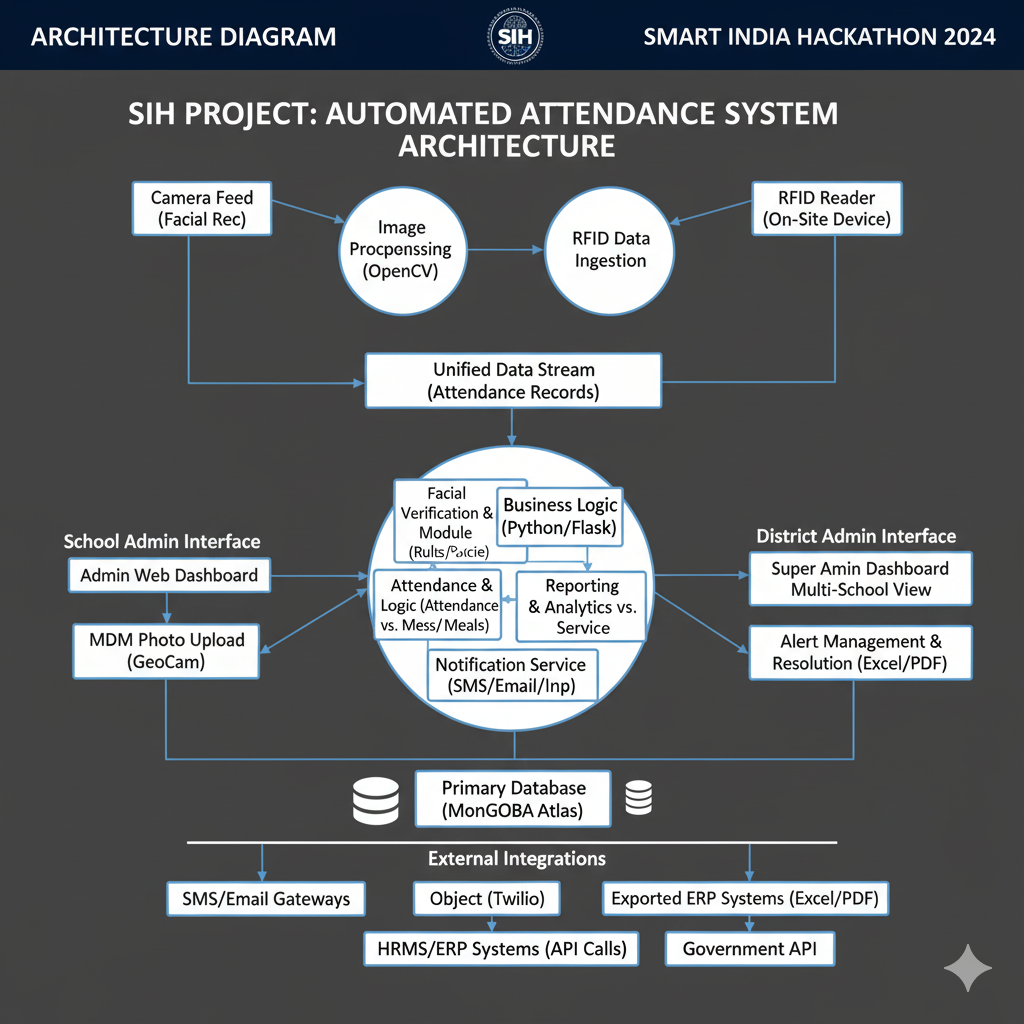 ARCHITECTURE DIAGRAM
SIH
SMART INDIA HACKATHON 2024
SIH PROJECT: AUTOMATED ATTENDANCE SYSTEM
ARCHITECTURE
Camera Feed
(Facial Rec)
Image
Procpenssing
(OpenCV)
RFID Data
Ingestion
RFID Reader
(On-Site Device)
Unified Data Stream
(Attendance Records)
Facial
Verification &
Module
Business Logic
(Python/Flask)
Attendance &
Logic (Attendance
vs. Mess/Meals)
Reporting
& Analytics vs.
Service
Notification Service
(SMS/Email/Inp)
School Admin Interface
Admin Web Dashboard
MDM Photo Upload
(GeoCam)
District Admin Interface
Super Amin Dashboard
Multi-School View
Alert Management &
Resolution (Excel/PDF)
Primary Database
(MonGOBA Atlas)
External Integrations
SMS/Email Gateways
Object (Twilio)
Exported ERP Systems (Excel/PDF)
HRMS/ERP Systems (API Calls)
Government API